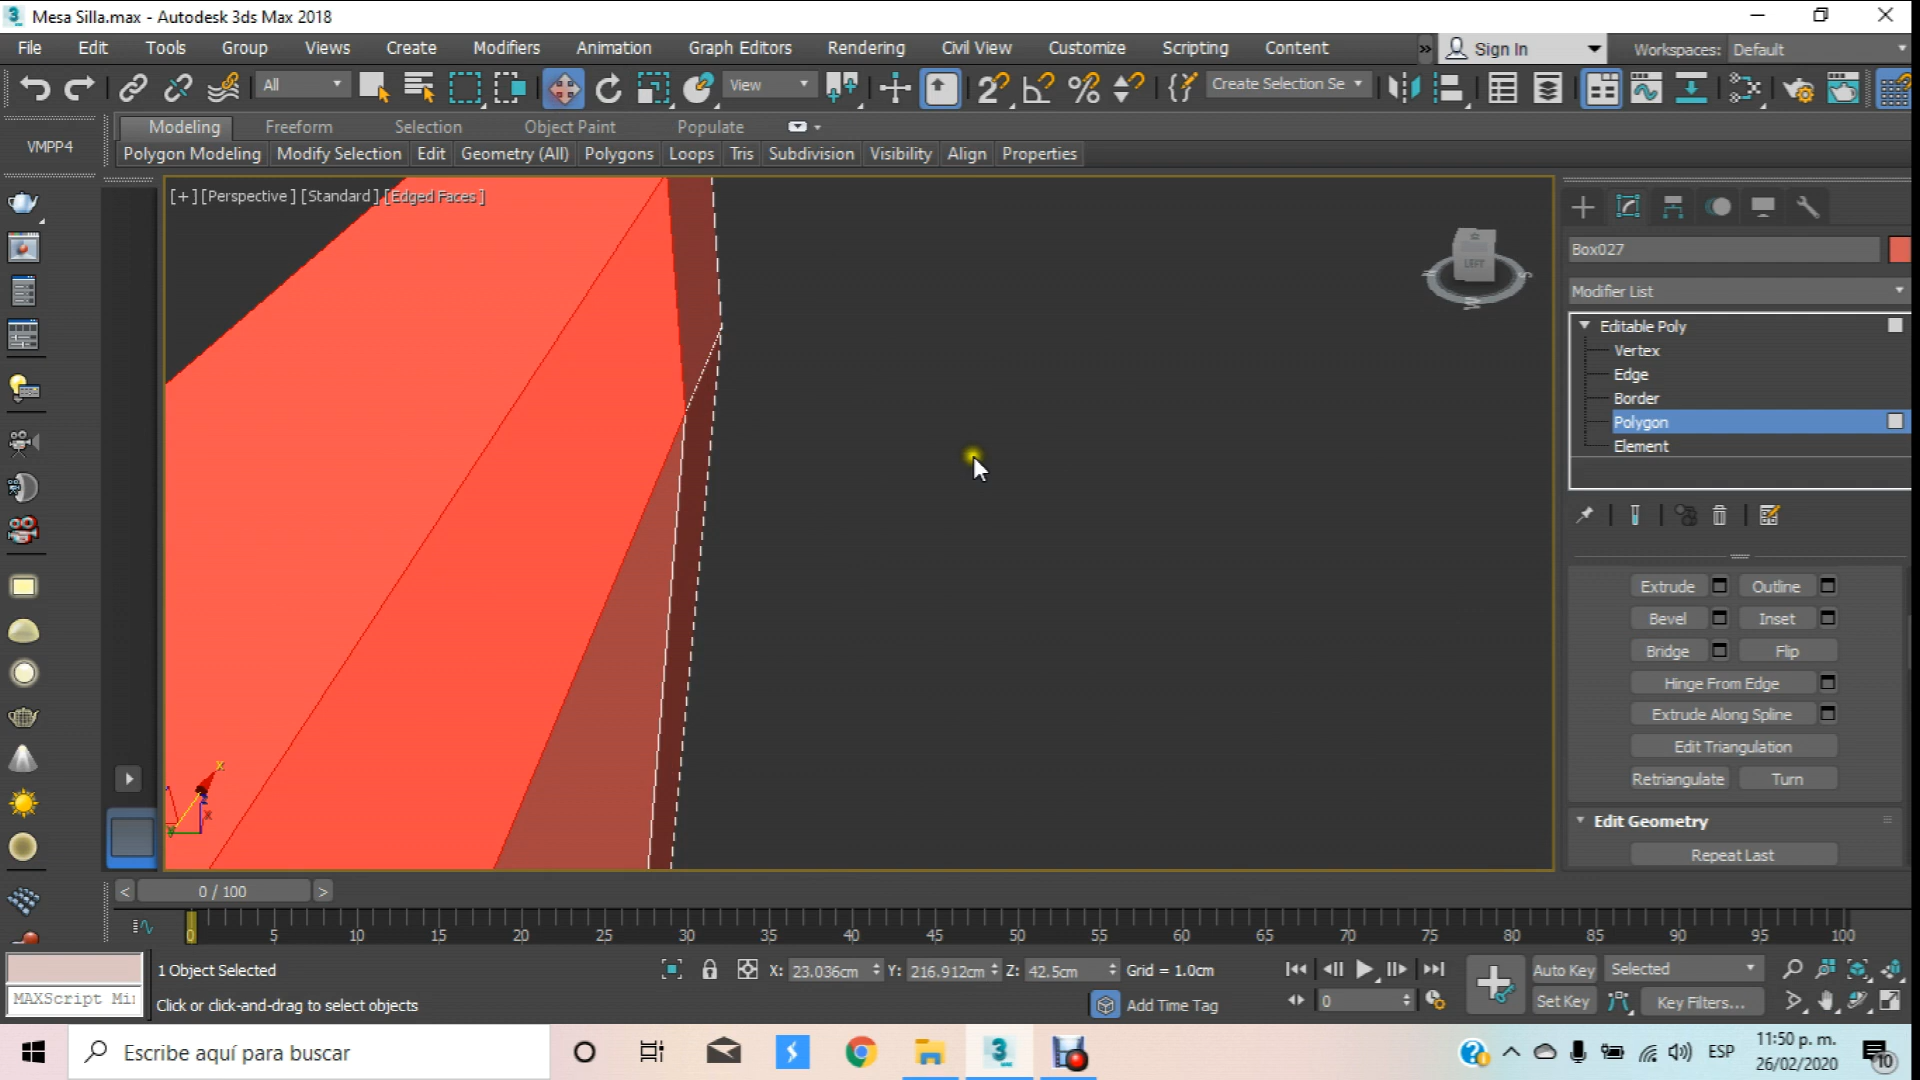 Mesa Silla.max - Autodesk 3ds Max 2018
File Edit Tools Group Views Create Modifiers Animation Graph Editors Rendering Civil View Customize Scripting Content
Sign In
Workspaces: Default
All
View
Create Selection Se
VMPP4
Modeling Freeform Selection Object Paint Populate
Polygon Modeling Modify Selection Edit Geometry (All) Polygons Loops Tris Subdivision Visibility Align Properties
[+] [Perspective] [Standard] [Edged Faces]
LEFT
Box027
Modifier List
Editable Poly
Vertex
Edge
Border
Polygon
Element
Extrude Outline
Bevel Inset
Bridge Flip
Hinge From Edge
Extrude Along Spline
Edit Triangulation
Retriangulate Turn
Edit Geometry
Repeat Last
< 0 / 100 >
0 5 10 15 20 25 30 35 40 45 50 55 60 65 70 75 80 85 90 95 100
1 Object Selected
X: 23.036cm Y: 216.912cm Z: 42.5cm Grid = 1.0cm
Auto Key Selected
MAXScript Mi
Click or click-and-drag to select objects
Add Time Tag
0
Set Key Key Filters...
Escribe aquí para buscar
ESP
11:50 p. m.
26/02/2020
10